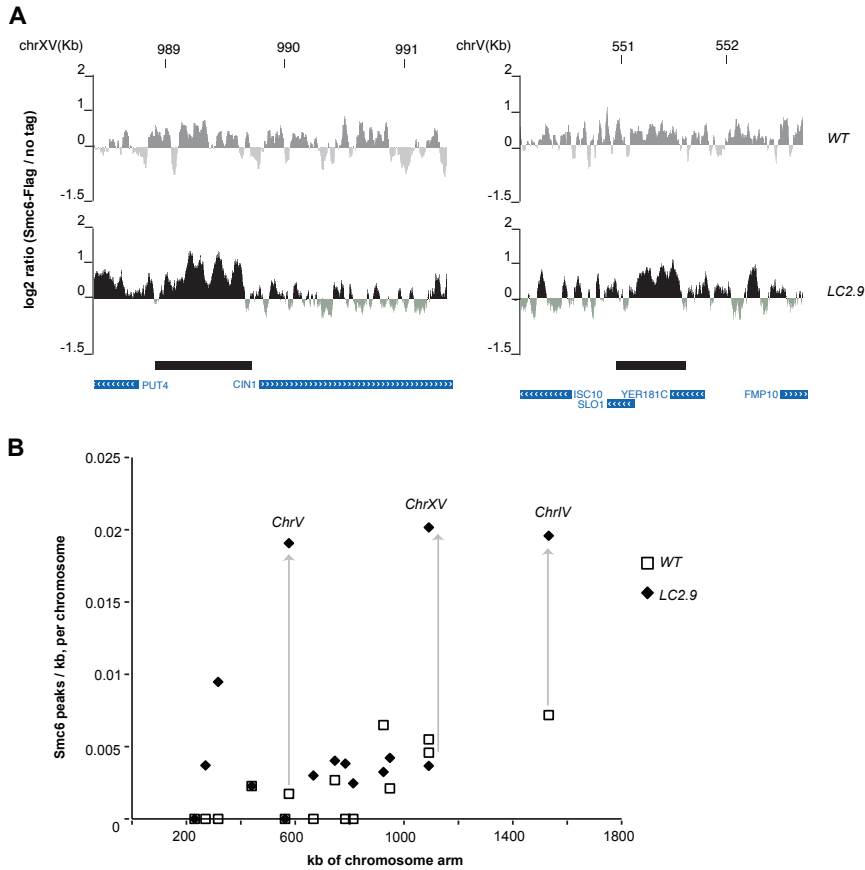 A
chrXV(Kb) 989 990 991
chrV(Kb) 551 552
log2 ratio (Smc6-Flag / no tag)
2
1
0
-1.5
2
1
0
-1.5
WT
2
1
0
-1.5
2
1
0
-1.5
LC2.9
PUT4 CIN1
ISC10 YER181C FMP10
SLO1
B
Smc6 peaks / kb, per chromosome
0.025
0.020
0.015
0.01
0.005
0
ChrV ChrXV ChrIV
WT
LC2.9
200 600 1000 1400 1800
kb of chromosome arm